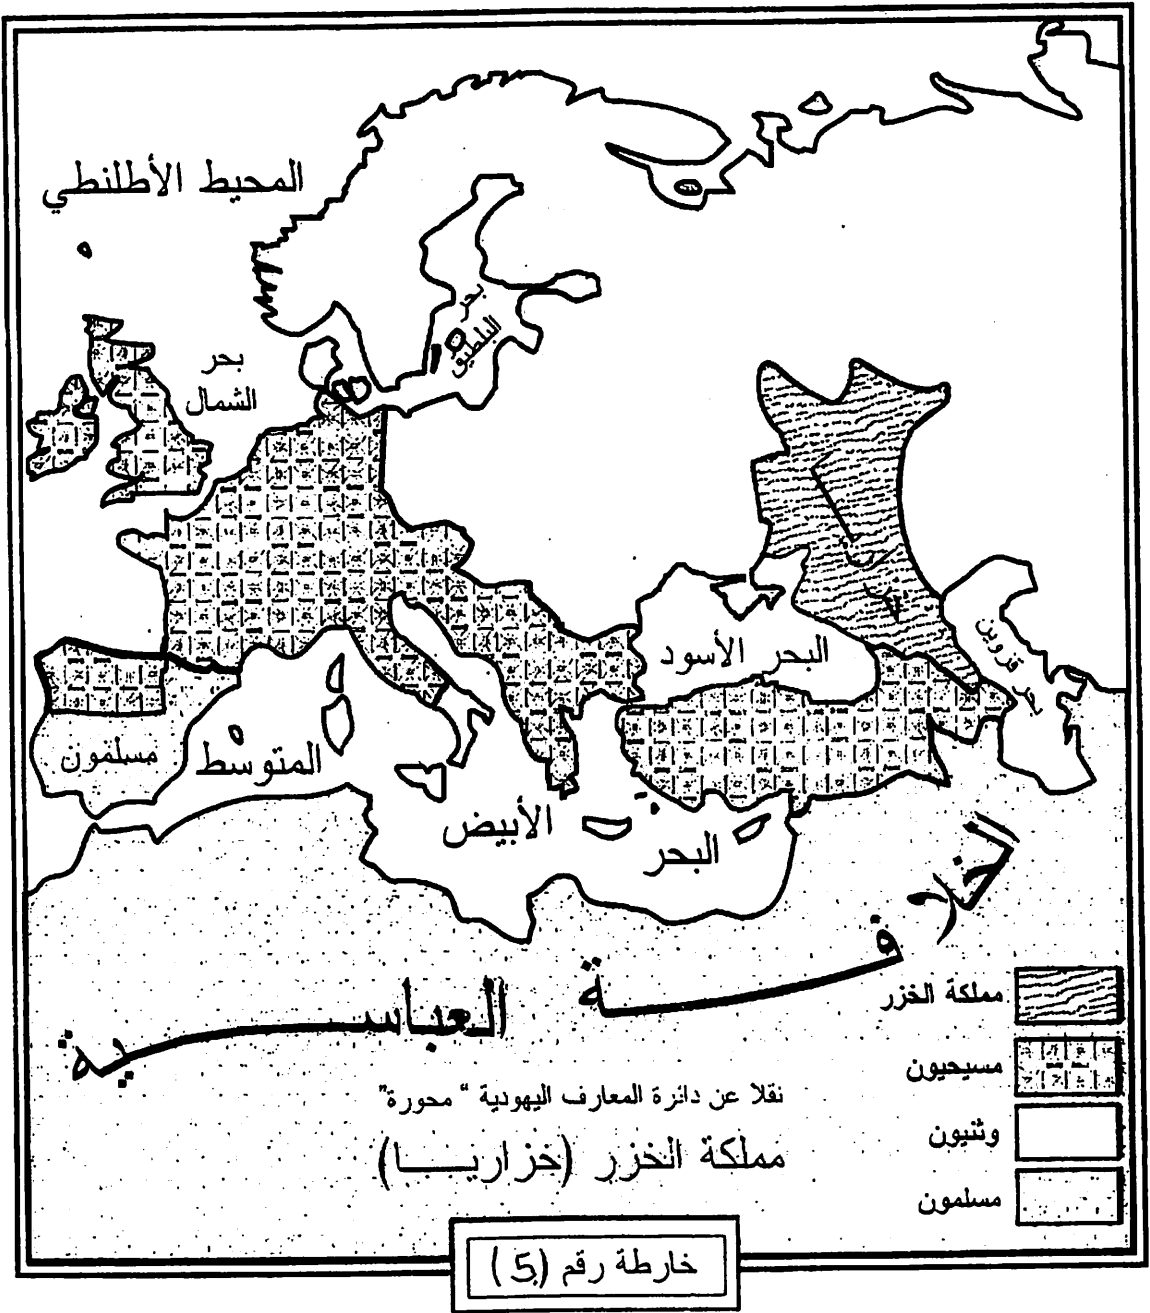 المحيط الأطلنطي
بحر
البلطيق
بحر
الشمال
البحر الأسود
بحر قزوين
مسلمون
المتوسط
الأبيض
البحر
الخلافة العباسية
مملكة الخزر
مسيحيون
وثنيون
مسلمون
نقلا عن دائرة المعارف اليهودية "محورة"
مملكة الخزر (خزاريا)
خارطة رقم (5)